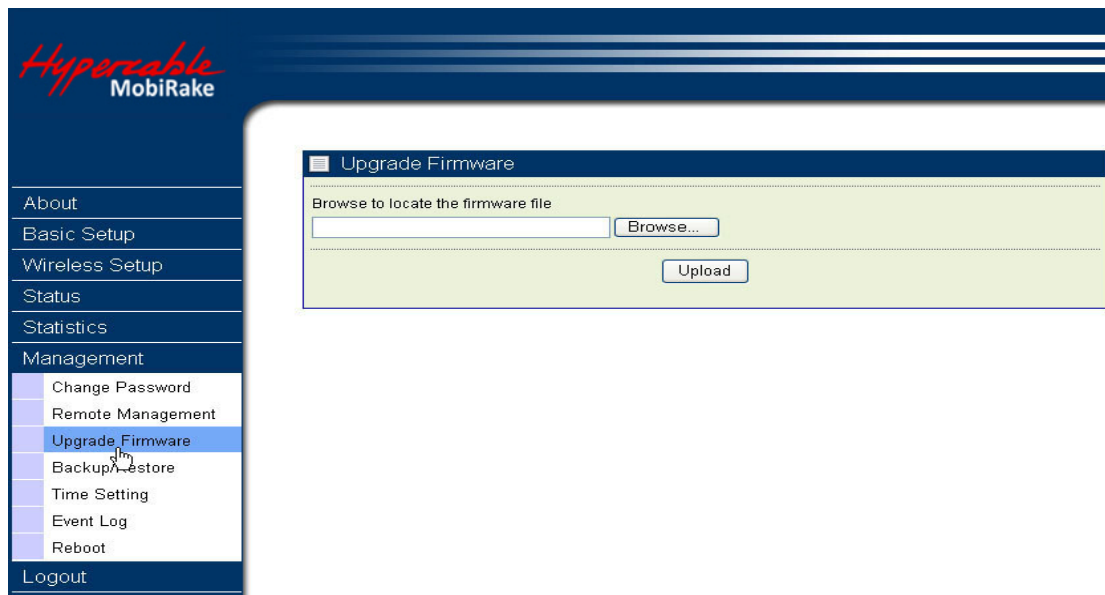 Hypercable
MobiRake
Upgrade Firmware
Browse to locate the firmware file
Browse...
Upload
About
Basic Setup
Wireless Setup
Status
Statistics
Management
Change Password
Remote Management
Upgrade Firmware
Backup/Restore
Time Setting
Event Log
Reboot
Logout